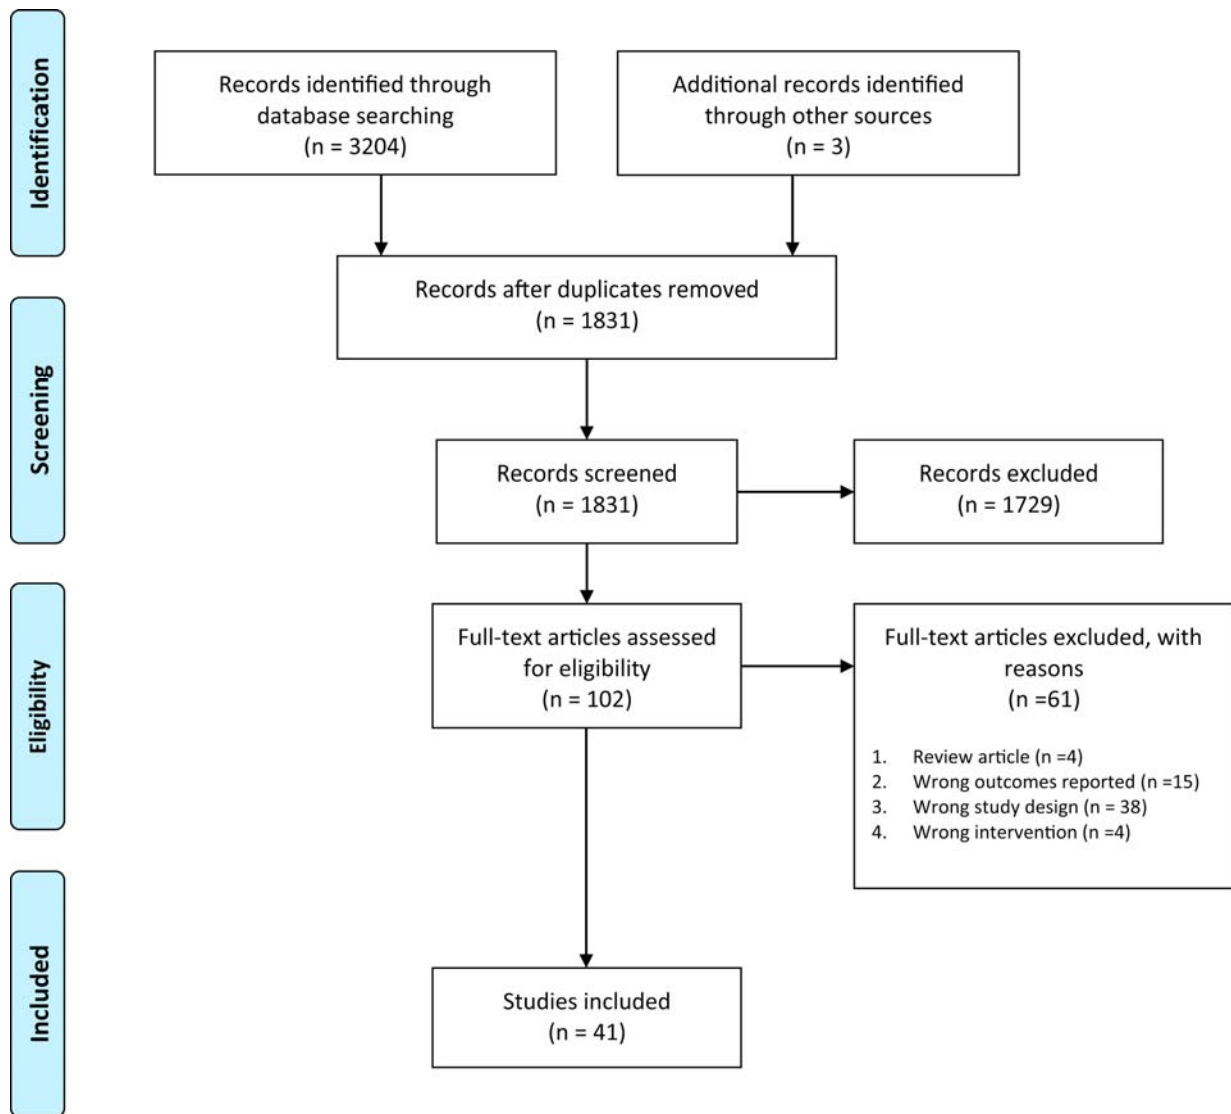 Identification
Records identified through
database searching
(n = 3204)
Additional records identified
through other sources
(n = 3)
Records after duplicates removed
(n = 1831)
Screening
Records screened
(n = 1831)
Records excluded
(n = 1729)
Eligibility
Full-text articles assessed
for eligibility
(n = 102)
Full-text articles excluded, with
reasons
(n =61)
1. Review article (n =4)
2. Wrong outcomes reported (n =15)
3. Wrong study design (n = 38)
4. Wrong intervention (n =4)
Included
Studies included
(n = 41)